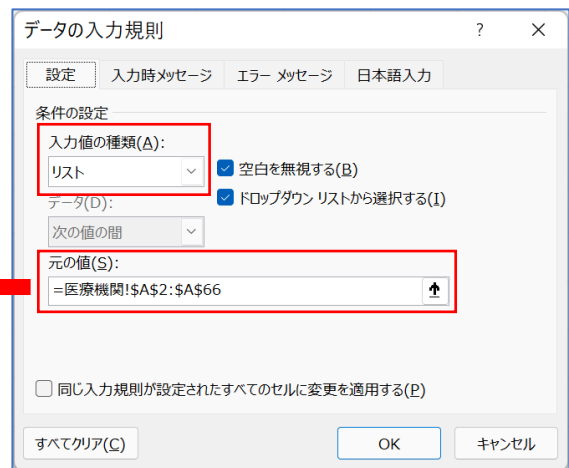 データの入力規則 ? ×
設定 入力時メッセージ エラー メッセージ 日本語入力
条件の設定
入力値の種類(A):
リスト
空白を無視する(B)
ドロップダウン リストから選択する(I)
データ(D):
次の値の間
元の値(S):
=医療機関!$A$2:$A$66
同じ入力規則が設定されたすべてのセルに変更を適用する(P)
すべてクリア(C) OK キャンセル